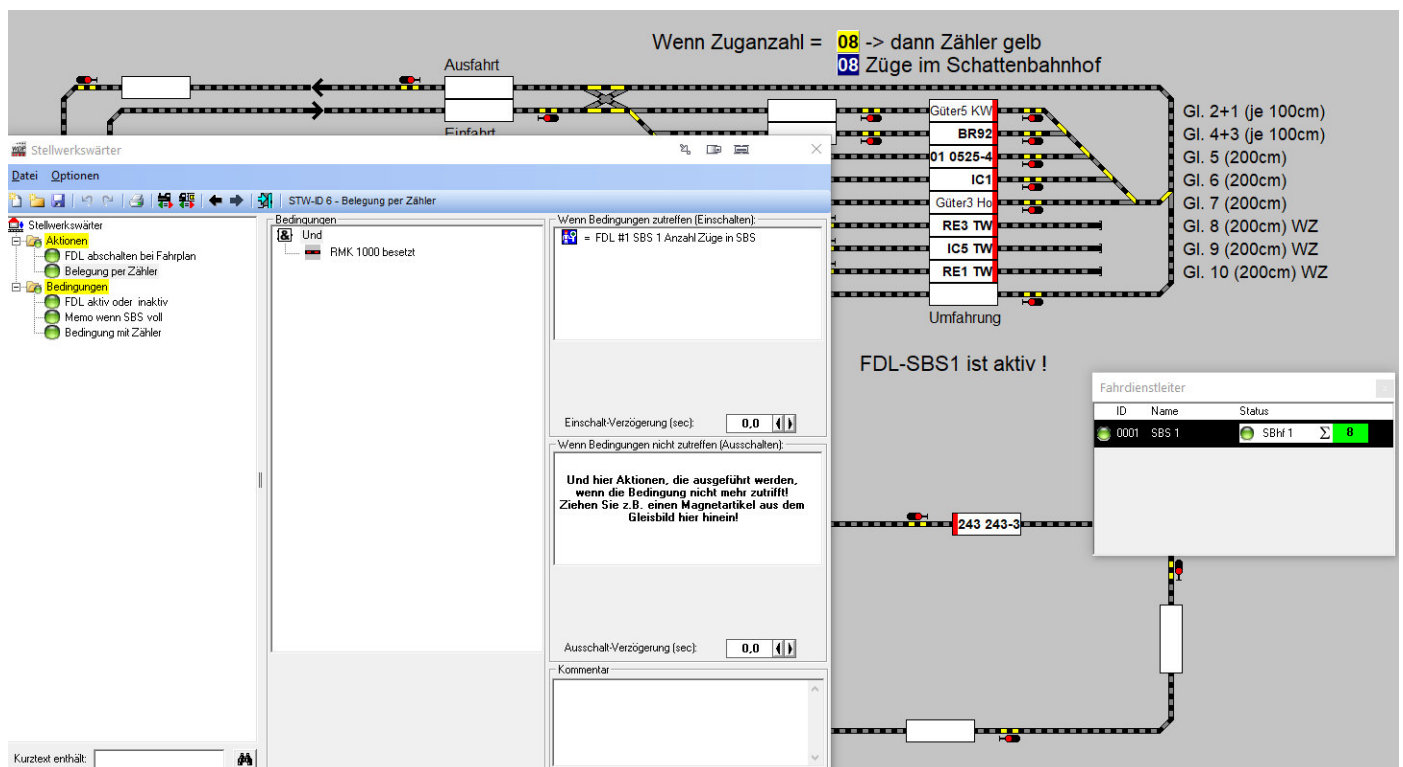 Wenn Zuganzahl = 08 -> dann Zähler gelb
08 Züge im Schattenbahnhof
Ausfahrt
Einfahrt
Güter5 KW
BR92
01 0525-4
IC1
Güter3 Ho
RE3 TW
IC5 TW
RE1 TW
Umfahrung
Gl. 2+1 (je 100cm)
Gl. 4+3 (je 100cm)
Gl. 5 (200cm)
Gl. 6 (200cm)
Gl. 7 (200cm)
Gl. 8 (200cm) WZ
Gl. 9 (200cm) WZ
Gl. 10 (200cm) WZ
FDL-SBS1 ist aktiv !
Stellwerkswärter
Datei Optionen
STW-ID 6 - Belegung per Zähler
Stellwerkswärter
Aktionen
FDL abschalten bei Fahrplan
Belegung per Zähler
Bedingungen
FDL aktiv oder inaktiv
Memo wenn SBS voll
Bedingung mit Zähler
Kurztext enthält:
Bedingungen
& Und
RMK 1000 besetzt
Wenn Bedingungen zutreffen (Einschalten):
= FDL #1 SBS 1 Anzahl Züge in SBS
Einschalt-Verzögerung (sec): 0,0
Wenn Bedingungen nicht zutreffen (Ausschalten):
Und hier Aktionen, die ausgeführt werden,
wenn die Bedingung nicht mehr zutrifft!
Ziehen Sie z.B. einen Magnetartikel aus dem
Gleisbild hier hinein!
Ausschalt-Verzögerung (sec): 0,0
Kommentar
Fahrdienstleiter
ID Name Status
0001 SBS 1 SBhf 1 Σ 8
243 243-3